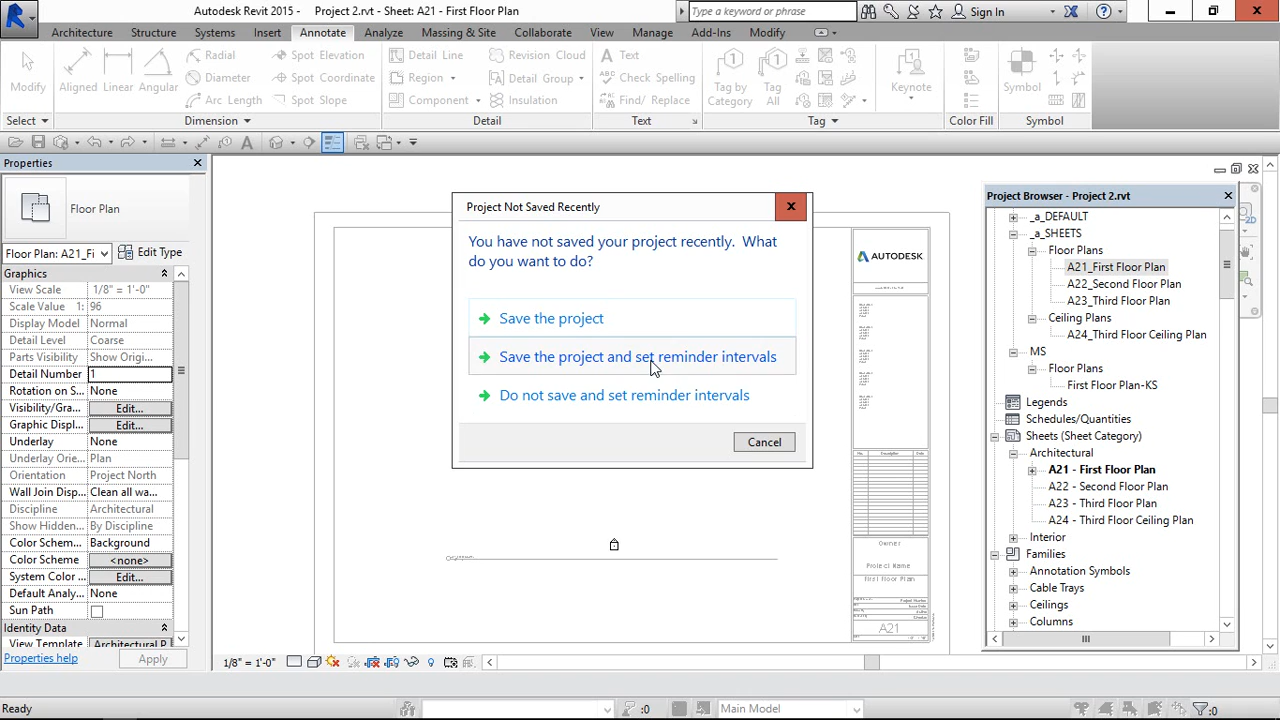 Autodesk Revit 2015 - Project 2.rvt - Sheet: A21 - First Floor Plan
Type a keyword or phrase
Sign In
Architecture
Structure
Systems
Insert
Annotate
Analyze
Massing & Site
Collaborate
View
Manage
Add-Ins
Modify
Modify
Aligned
Linear
Angular
Radial
Diameter
Arc Length
Spot Elevation
Spot Coordinate
Spot Slope
Detail Line
Region
Component
Revision Cloud
Detail Group
Insulation
Text
Check Spelling
Find/ Replace
Tag by Category
Tag All
Keynote
Symbol
Select
Dimension
Detail
Text
Tag
Color Fill
Symbol
Properties
Floor Plan
Floor Plan: A21_Fi
Edit Type
Graphics
View Scale 1/8" = 1'-0"
Scale Value 1: 96
Display Model Normal
Detail Level Coarse
Parts Visibility Show Origi...
Detail Number 1
Rotation on S... None
Visibility/Gra... Edit...
Graphic Displ... Edit...
Underlay None
Underlay Orie... Plan
Orientation Project North
Wall Join Disp... Clean all wa...
Discipline Architectural
Show Hidden... By Discipline
Color Schem... Background
Color Scheme <none>
System Color ... Edit...
Default Analy... None
Sun Path
Identity Data
View Template Architectural P
Properties help
Apply
Project Not Saved Recently
You have not saved your project recently. What
do you want to do?
Save the project
Save the project and set reminder intervals
Do not save and set reminder intervals
Cancel
AUTODESK
No. Description Date
Owner
Project Name
First Floor Plan
A21
Project Browser - Project 2.rvt
_a_DEFAULT
_a_SHEETS
Floor Plans
A21_First Floor Plan
A22_Second Floor Plan
A23_Third Floor Plan
Ceiling Plans
A24_Third Floor Ceiling Plan
MS
Floor Plans
First Floor Plan-KS
Legends
Schedules/Quantities
Sheets (Sheet Category)
Architectural
A21 - First Floor Plan
A22 - Second Floor Plan
A23 - Third Floor Plan
A24 - Third Floor Ceiling Plan
Interior
Families
Annotation Symbols
Cable Trays
Ceilings
Columns
1/8" = 1'-0"
Ready
:0
Main Model
:0